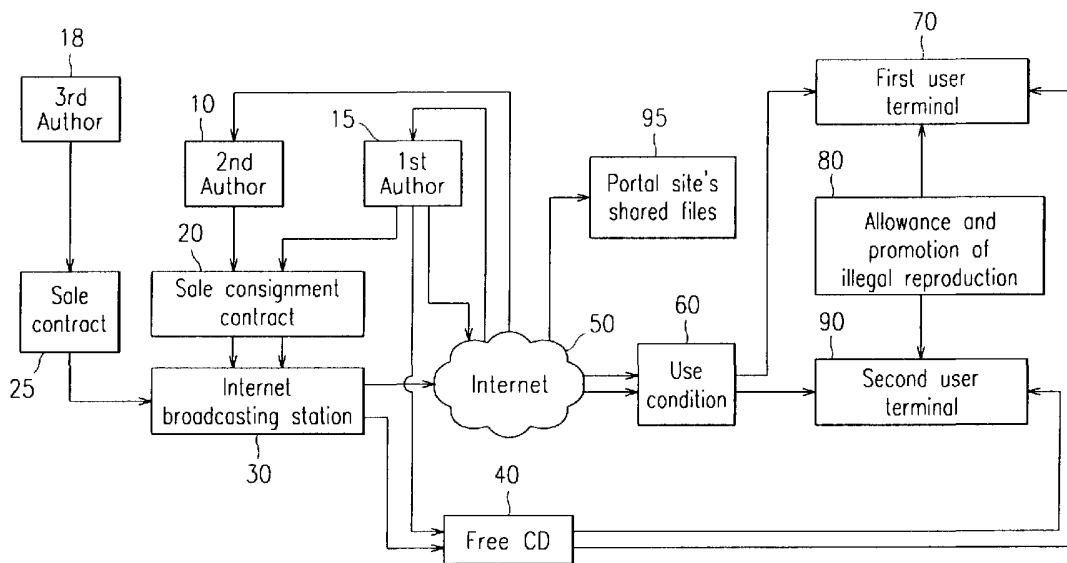 18
3rd
Author
10
2nd
Author
15
1st
Author
95
Portal site's
shared files
70
First user
terminal
80
Allowance and
promotion of
illegal reproduction
Sale
contract
25
20
Sale consignment
contract
Internet
broadcasting station
30
50
Internet
60
Use
condition
90
Second user
terminal
40
Free CD